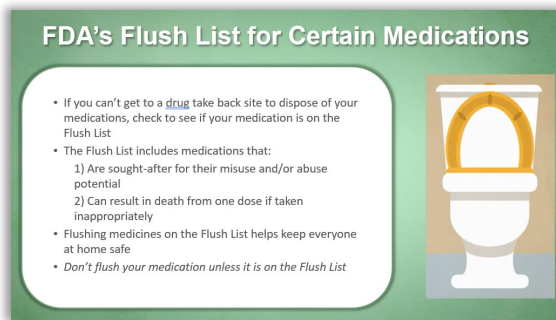 FDA's Flush List for Certain Medications
• If you can't get to a drug take back site to dispose of your
medications, check to see if your medication is on the
Flush List
• The Flush List includes medications that:
1) Are sought-after for their misuse and/or abuse
potential
2) Can result in death from one dose if taken
inappropriately
• Flushing medicines on the Flush List helps keep everyone
at home safe
• Don't flush your medication unless it is on the Flush List